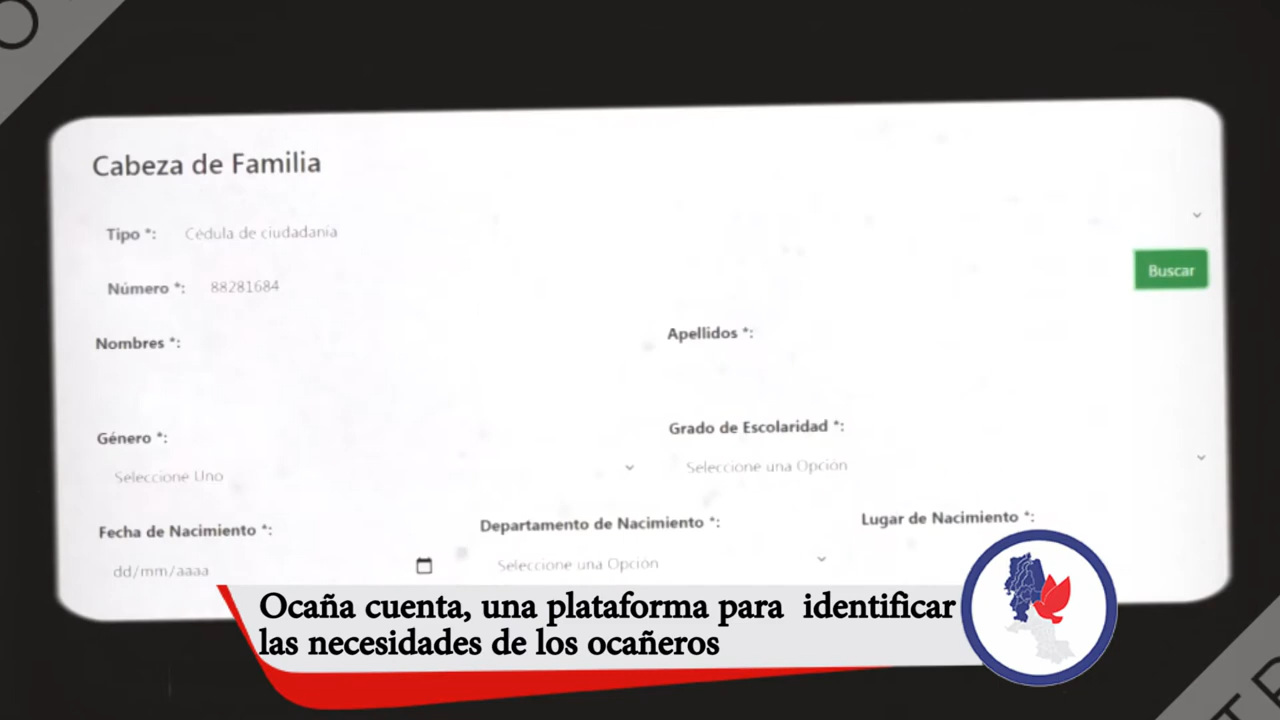 Cabeza de Familia
Tipo *: Cédula de ciudadanía
Número *: 88281684
Buscar
Nombres *:
Apellidos *:
Género *:
Grado de Escolaridad *:
Seleccione Uno
Seleccione una Opción
Fecha de Nacimiento *:
Departamento de Nacimiento *:
Lugar de Nacimiento *:
dd/mm/aaaa
Seleccione una Opción
Ocaña cuenta, una plataforma para identificar
las necesidades de los ocañeros